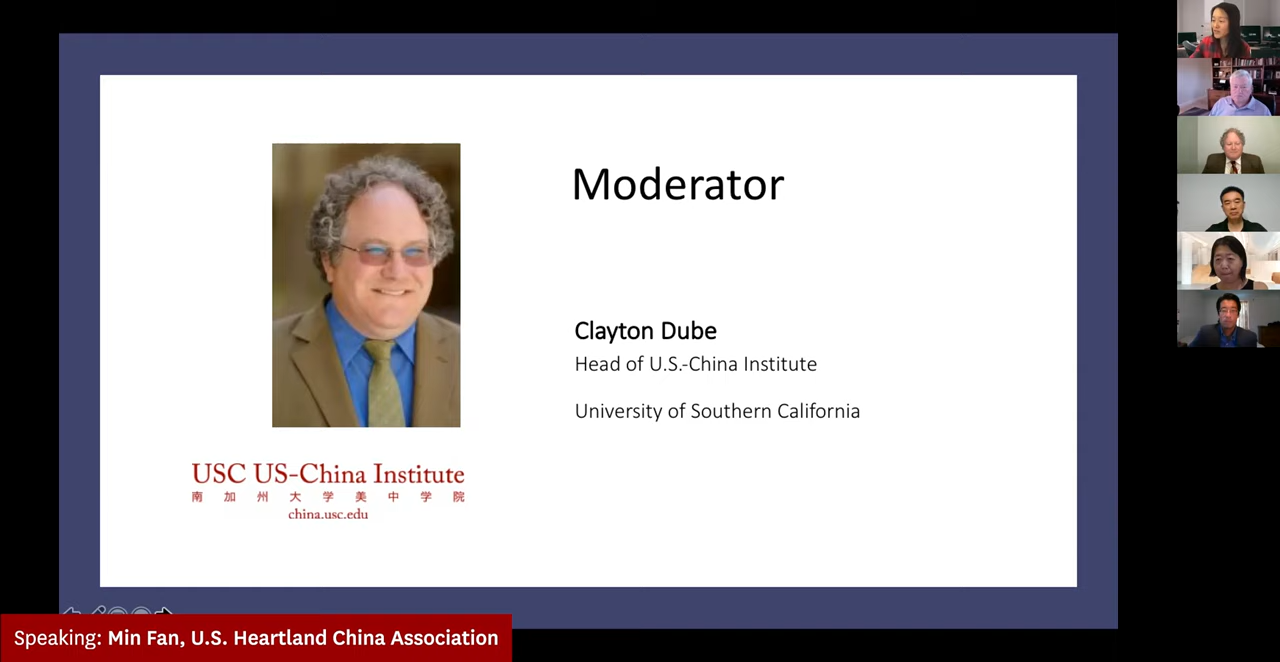 Moderator
Clayton Dube
Head of U.S.-China Institute
University of Southern California
USC US-China Institute
南加州大学美中学院
china.usc.edu
Speaking: Min Fan, U.S. Heartland China Association